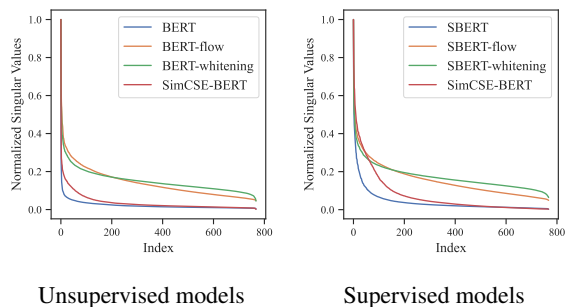 Normalized Singular Values
1.0
0.8
0.6
0.4
0.2
0.0
0
200
400
600
800
Index
BERT
BERT-flow
BERT-whitening
SimCSE-BERT
Unsupervised models
Normalized Singular Values
1.0
0.8
0.6
0.4
0.2
0.0
0
200
400
600
800
Index
SBERT
SBERT-flow
SBERT-whitening
SimCSE-BERT
Supervised models